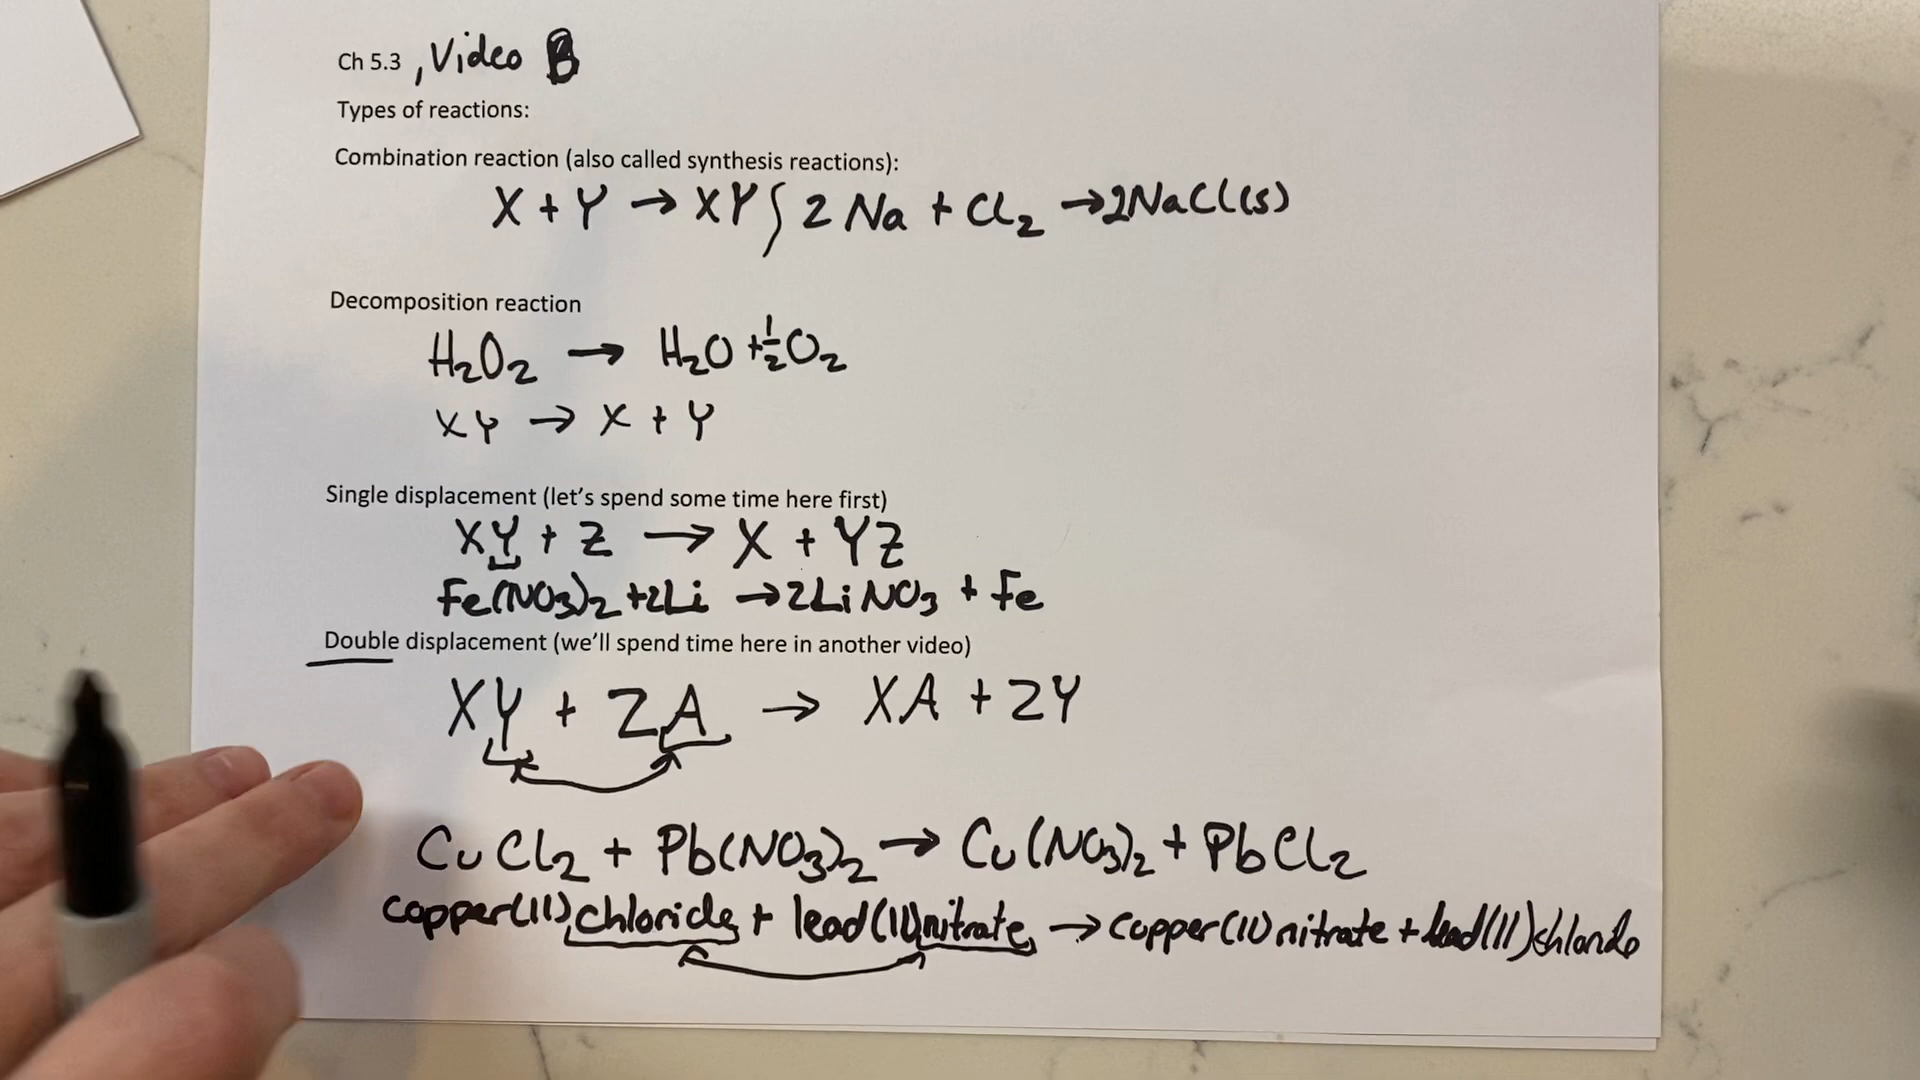 Ch 5.3, Video B
Types of reactions:
Combination reaction (also called synthesis reactions):
X + Y → XY ∫ 2 Na + Cl₂ → 2NaCl(s)
Decomposition reaction
H₂O₂ → H₂O + ½O₂
XY → X + Y
Single displacement (let's spend some time here first)
XY + Z → X + YZ
Fe(NO₃)₂ + 2Li → 2LiNO₃ + Fe
Double displacement (we'll spend time here in another video)
XY + ZA → XA + ZY
CuCl₂ + Pb(NO₃)₂ → Cu(NO₃)₂ + PbCl₂
copper(II) chloride + lead(II) nitrate → copper(II) nitrate + lead(II) chloride